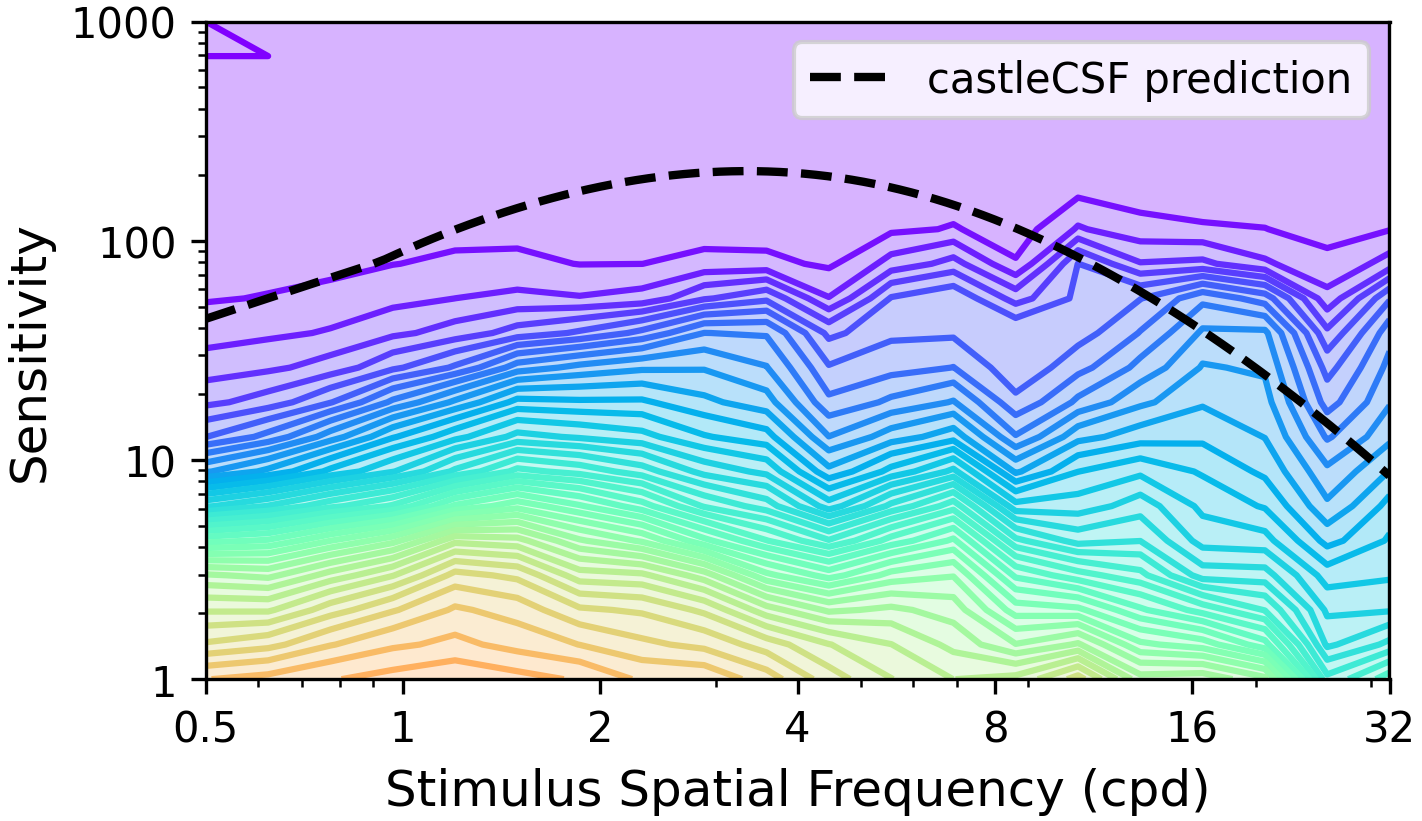 1000
castleCSF prediction
100
Sensitivity
10
1
0.5 1 2 4 8 16 32
Stimulus Spatial Frequency (cpd)